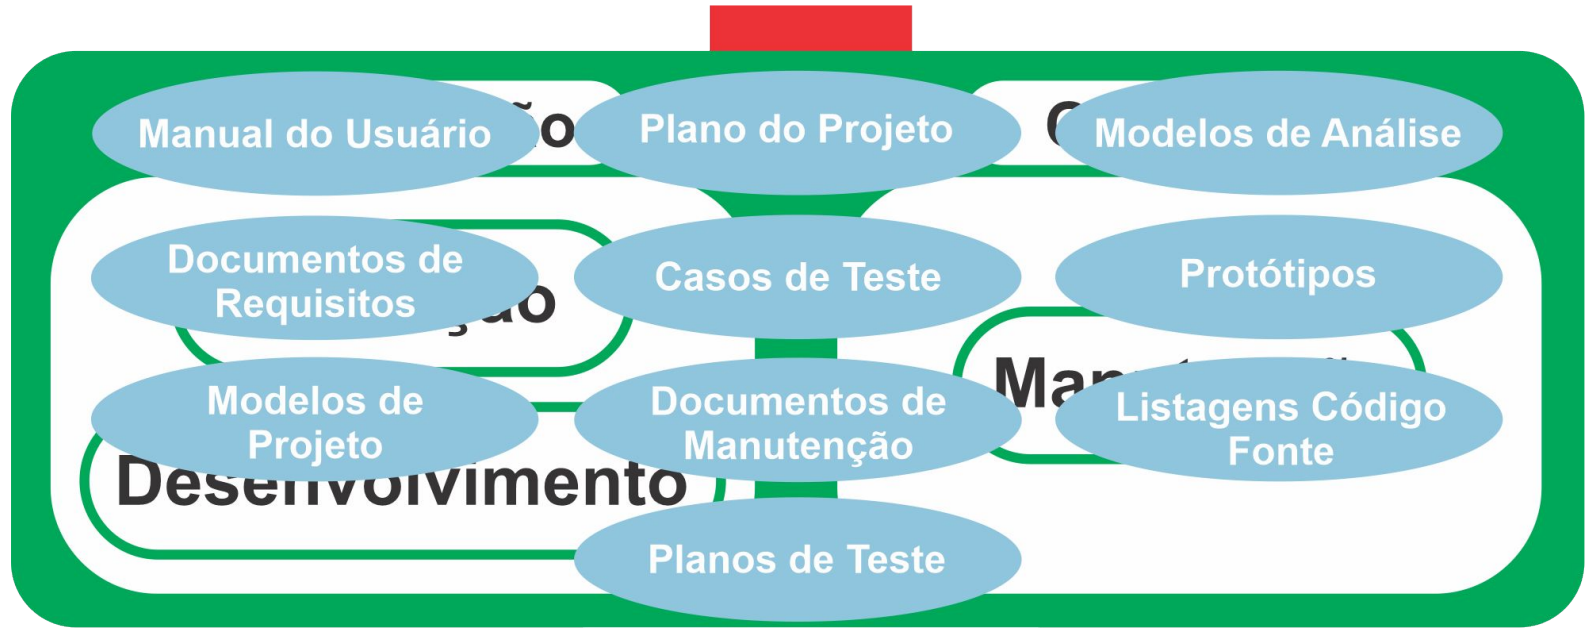 Manual do Usuário
Plano do Projeto
Modelos de Análise
Documentos de
Requisitos
Casos de Teste
Protótipos
Modelos de
Projeto
Documentos de
Manutenção
Listagens Código
Fonte
Desenvolvimento
Planos de Teste